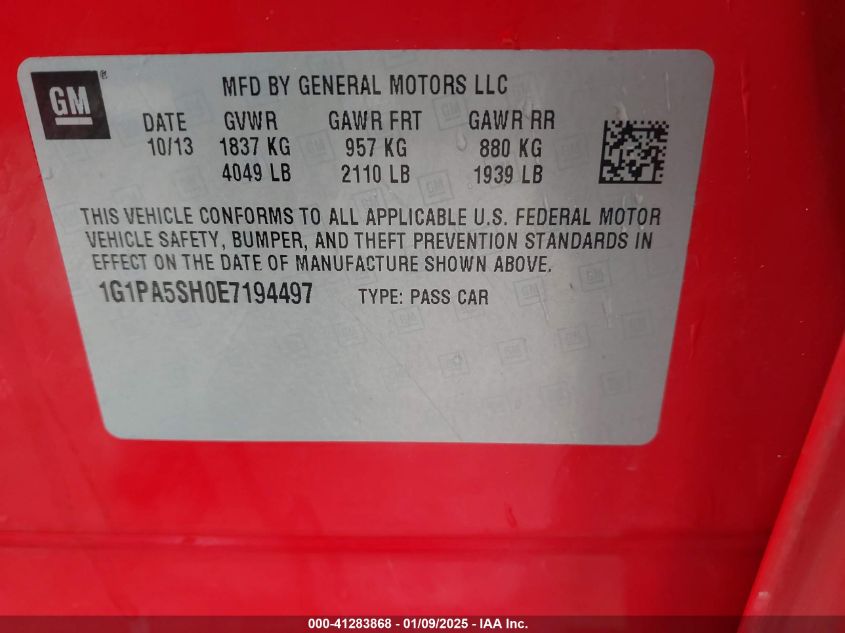 GM®
MFD BY GENERAL MOTORS LLC
DATE GVWR GAWR FRT GAWR RR
10/13 1837 KG 957 KG 880 KG
4049 LB 2110 LB 1939 LB
THIS VEHICLE CONFORMS TO ALL APPLICABLE U.S. FEDERAL MOTOR
VEHICLE SAFETY, BUMPER, AND THEFT PREVENTION STANDARDS IN
EFFECT ON THE DATE OF MANUFACTURE SHOWN ABOVE.
1G1PA5SH0E7194497 TYPE: PASS CAR
000-41283868 - 01/09/2025 - IAA Inc.